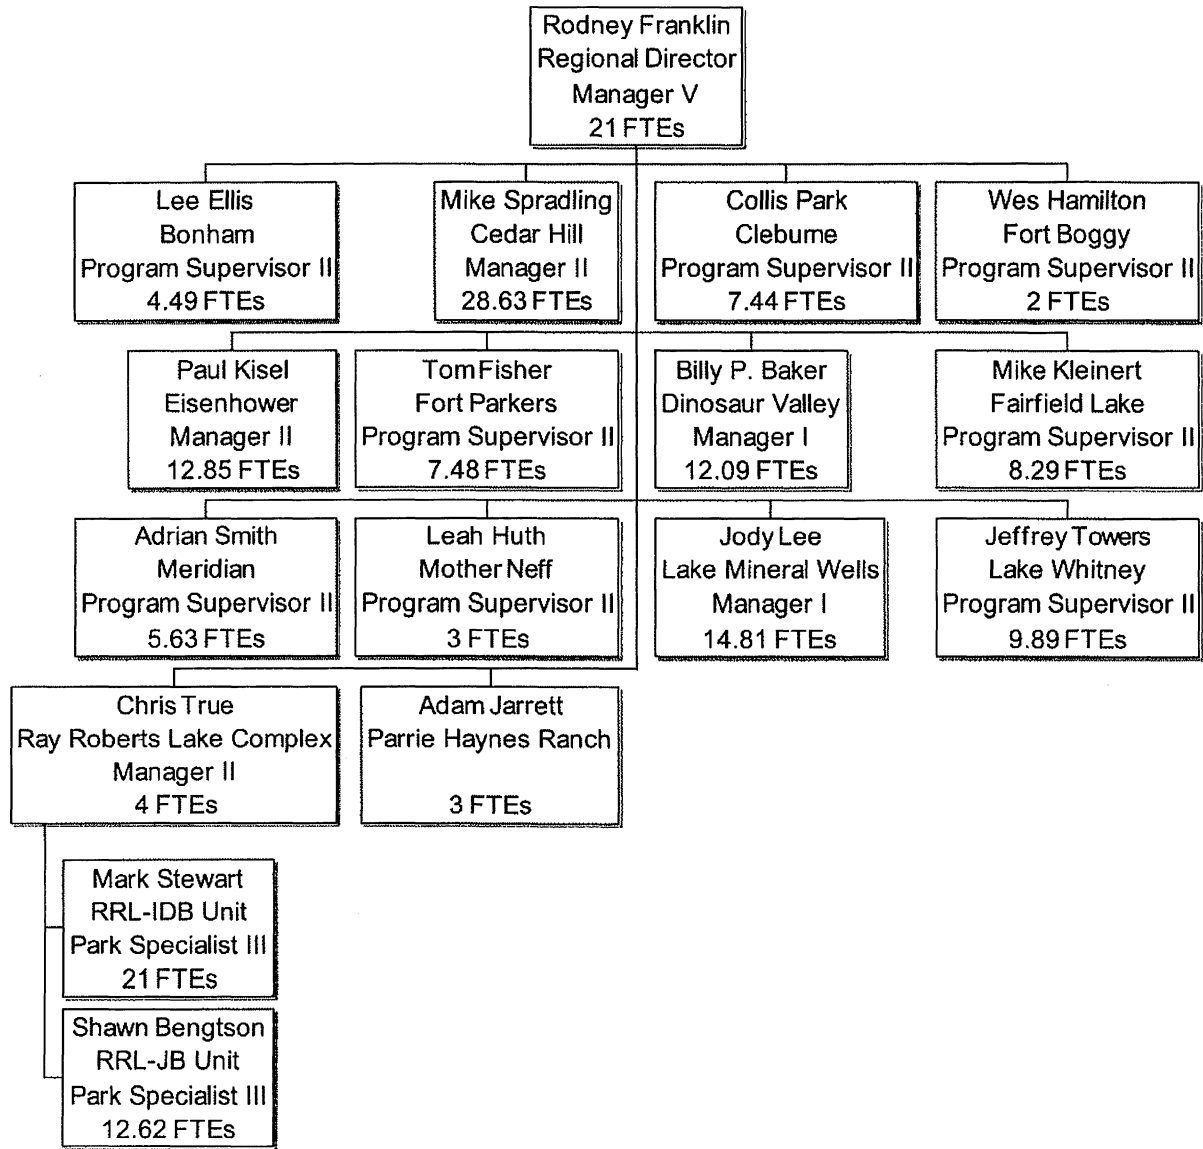 Rodney Franklin
Regional Director
Manager V
21 FTEs
Lee Ellis
Bonham
Program Supervisor II
4.49 FTEs
Mike Spradling
Cedar Hill
Manager II
28.63 FTEs
Collis Park
Cleburne
Program Supervisor II
7.44 FTEs
Wes Hamilton
Fort Boggy
Program Supervisor II
2 FTEs
Paul Kisel
Eisenhower
Manager II
12.85 FTEs
Tom Fisher
Fort Parkers
Program Supervisor II
7.48 FTEs
Billy P. Baker
Dinosaur Valley
Manager I
12.09 FTEs
Mike Kleinert
Fairfield Lake
Program Supervisor II
8.29 FTEs
Adrian Smith
Meridian
Program Supervisor II
5.63 FTEs
Leah Huth
Mother Neff
Program Supervisor II
3 FTEs
Jody Lee
Lake Mineral Wells
Manager I
14.81 FTEs
Jeffrey Towers
Lake Whitney
Program Supervisor II
9.89 FTEs
Chris True
Ray Roberts Lake Complex
Manager II
4 FTEs
Adam Jarrett
Parrie Haynes Ranch
3 FTEs
Mark Stewart
RRL-IDB Unit
Park Specialist III
21 FTEs
Shawn Bengtson
RRL-JB Unit
Park Specialist III
12.62 FTEs